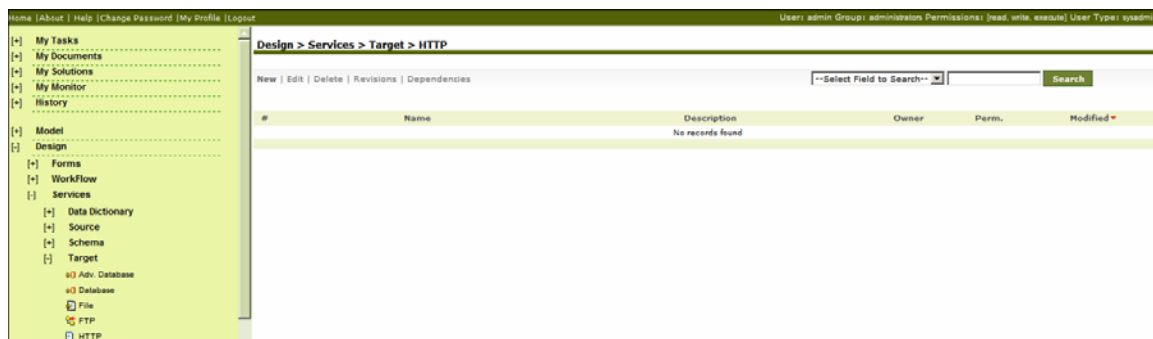 Home |About | Help |Change Password |My Profile |Logout
User: admin Group: administrators Permissions: [read, write, execute] User Type: sysadmi
[+] My Tasks
[+] My Documents
[+] My Solutions
[+] My Monitor
[+] History
[+] Model
[-] Design
[+] Forms
[+] WorkFlow
[-] Services
[+] Data Dictionary
[+] Source
[+] Schema
[-] Target
Adv. Database
Database
File
FTP
HTTP
Design > Services > Target > HTTP
New | Edit | Delete | Revisions | Dependencies
--Select Field to Search-- Search
# Name Description Owner Perm. Modified
No records found